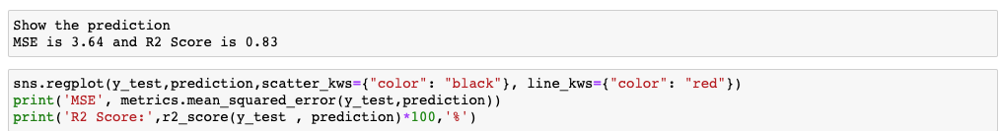 Show the prediction
MSE is 3.64 and R2 Score is 0.83
sns.regplot(y_test,prediction,scatter_kws={"color": "black"}, line_kws={"color": "red"})
print('MSE', metrics.mean_squared_error(y_test,prediction))
print('R2 Score:',r2_score(y_test , prediction)*100,'%')